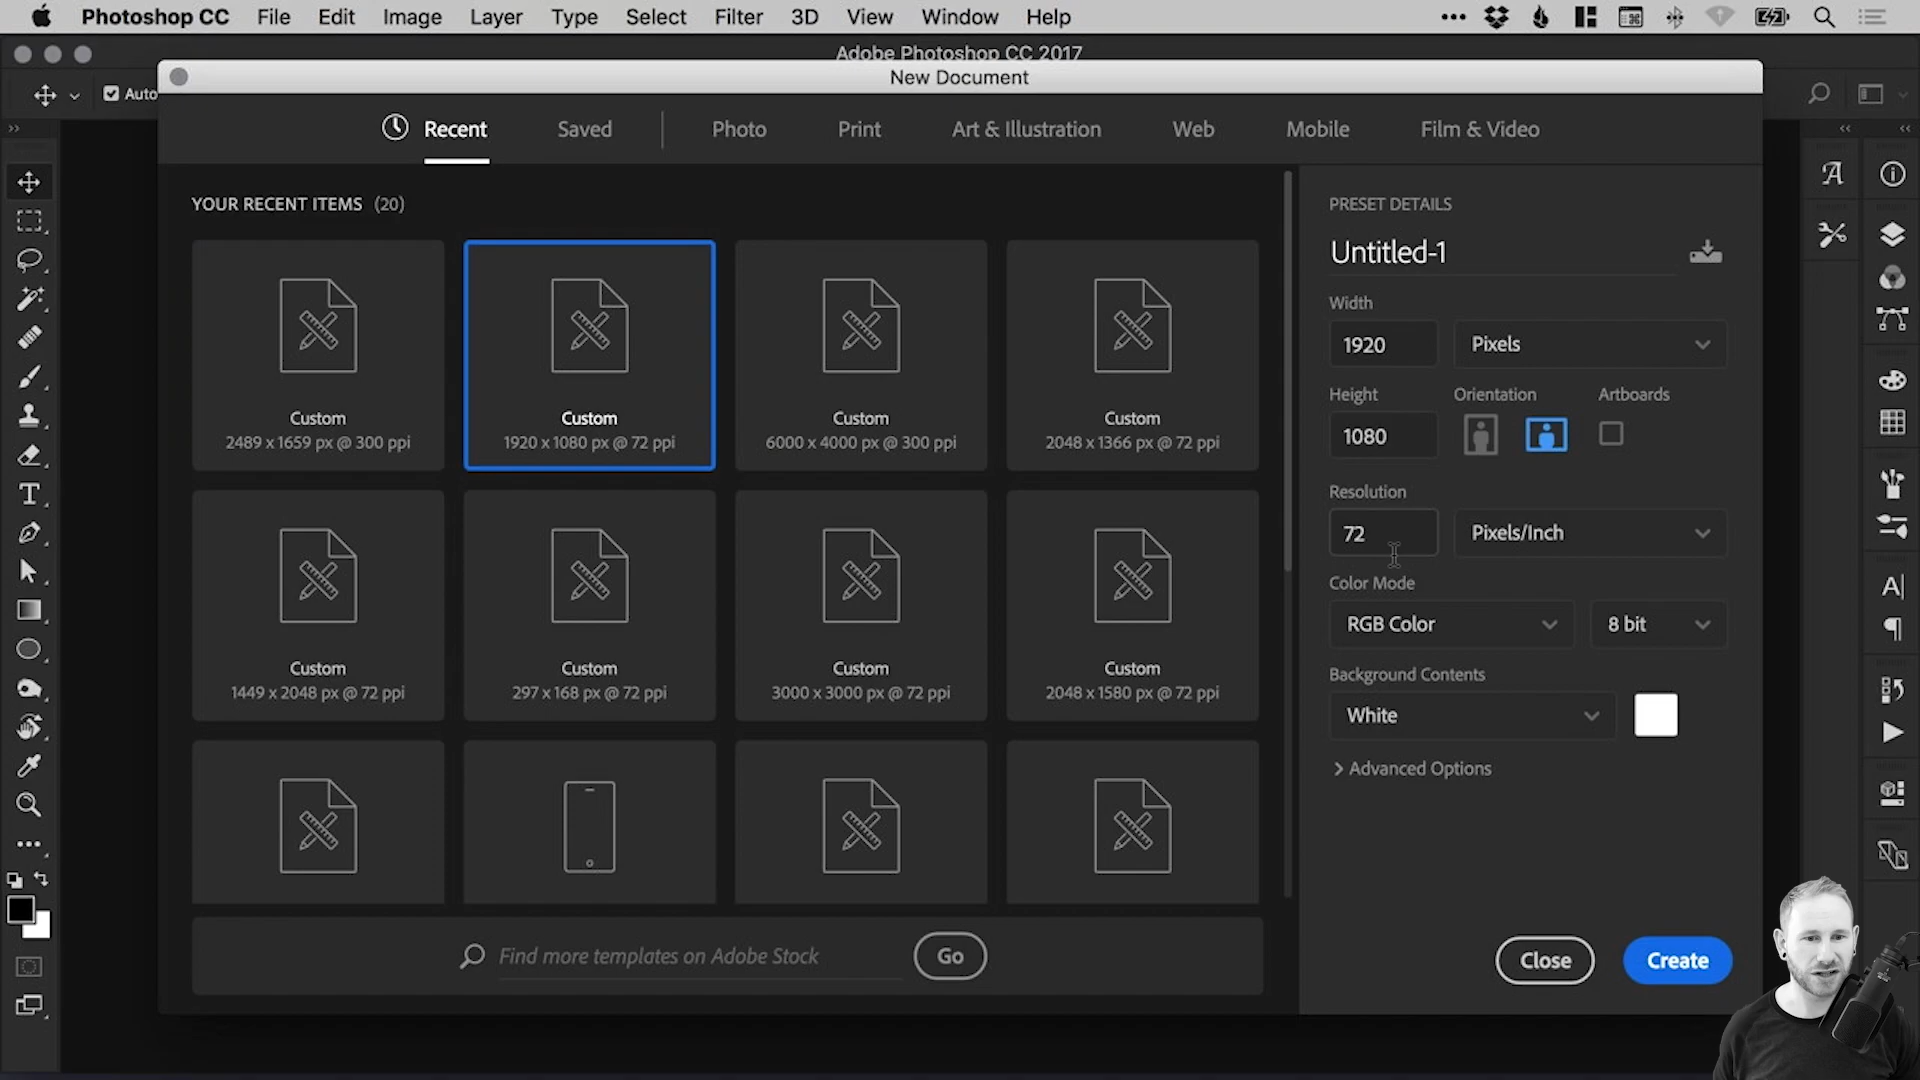 Photoshop CC File Edit Image Layer Type Select Filter 3D View Window Help
Adobe Photoshop CC 2017
New Document
Auto
Recent Saved Photo Print Art & Illustration Web Mobile Film & Video
YOUR RECENT ITEMS (20)
Custom
2489 x 1659 px @ 300 ppi
Custom
1920 x 1080 px @ 72 ppi
Custom
6000 x 4000 px @ 300 ppi
Custom
2048 x 1366 px @ 72 ppi
Custom
1449 x 2048 px @ 72 ppi
Custom
297 x 168 px @ 72 ppi
Custom
3000 x 3000 px @ 72 ppi
Custom
2048 x 1580 px @ 72 ppi
Find more templates on Adobe Stock
Go
PRESET DETAILS
Untitled-1
Width
1920 Pixels
Height Orientation Artboards
1080
Resolution
72 Pixels/Inch
Color Mode
RGB Color 8 bit
Background Contents
White
Advanced Options
Close Create